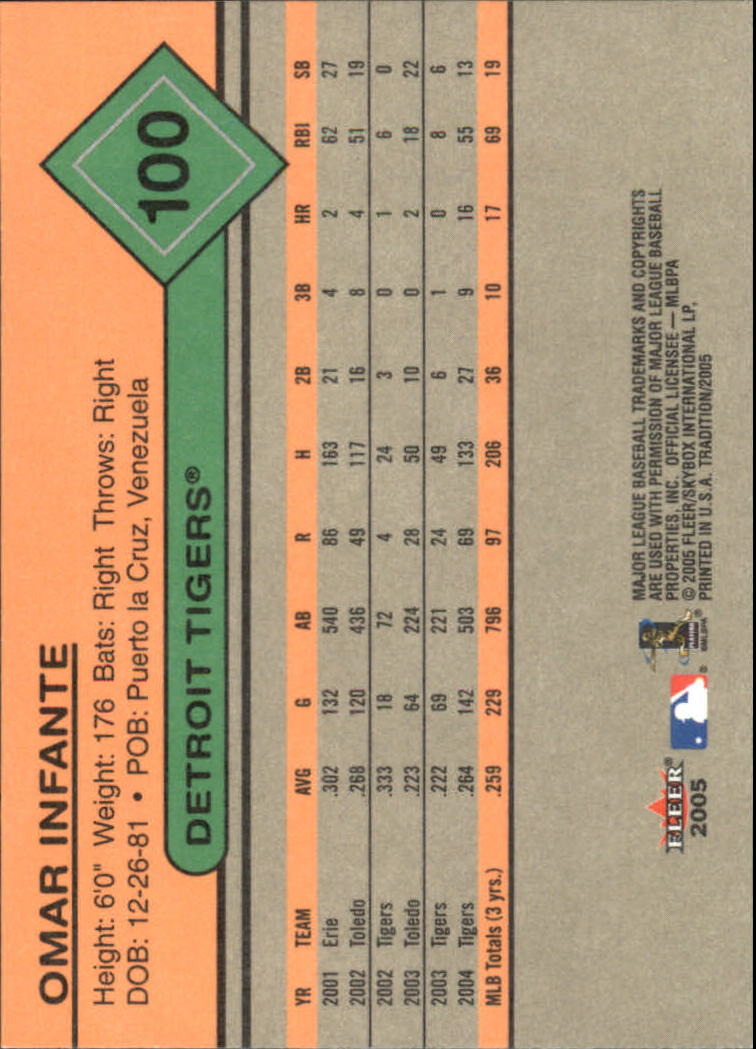 OMAR INFANTE
Height: 6'0" Weight: 176 Bats: Right Throws: Right
DOB: 12-26-81 • POB: Puerto la Cruz, Venezuela
100
DETROIT TIGERS®
YR TEAM AVG G AB R H 2B 3B HR RBI SB
2001 Erie .302 132 540 86 163 21 4 2 62 27
2002 Toledo .268 120 436 49 117 16 8 4 51 19
2002 Tigers .333 18 72 4 24 3 0 1 6 0
2003 Toledo .223 64 224 28 50 10 0 2 18 22
2003 Tigers .222 69 221 24 49 6 1 0 8 6
2004 Tigers .264 142 503 69 133 27 9 16 55 13
MLB Totals (3 yrs.) .259 229 796 97 206 36 10 17 69 19
FLEER®
2005
®
®
©MLBPA
MAJOR LEAGUE BASEBALL TRADEMARKS AND COPYRIGHTS
ARE USED WITH PERMISSION OF MAJOR LEAGUE BASEBALL
PROPERTIES, INC. OFFICIAL LICENSEE — MLBPA
© 2005 FLEER/SKYBOX INTERNATIONAL LP.
PRINTED IN U.S.A. TRADITION/2005